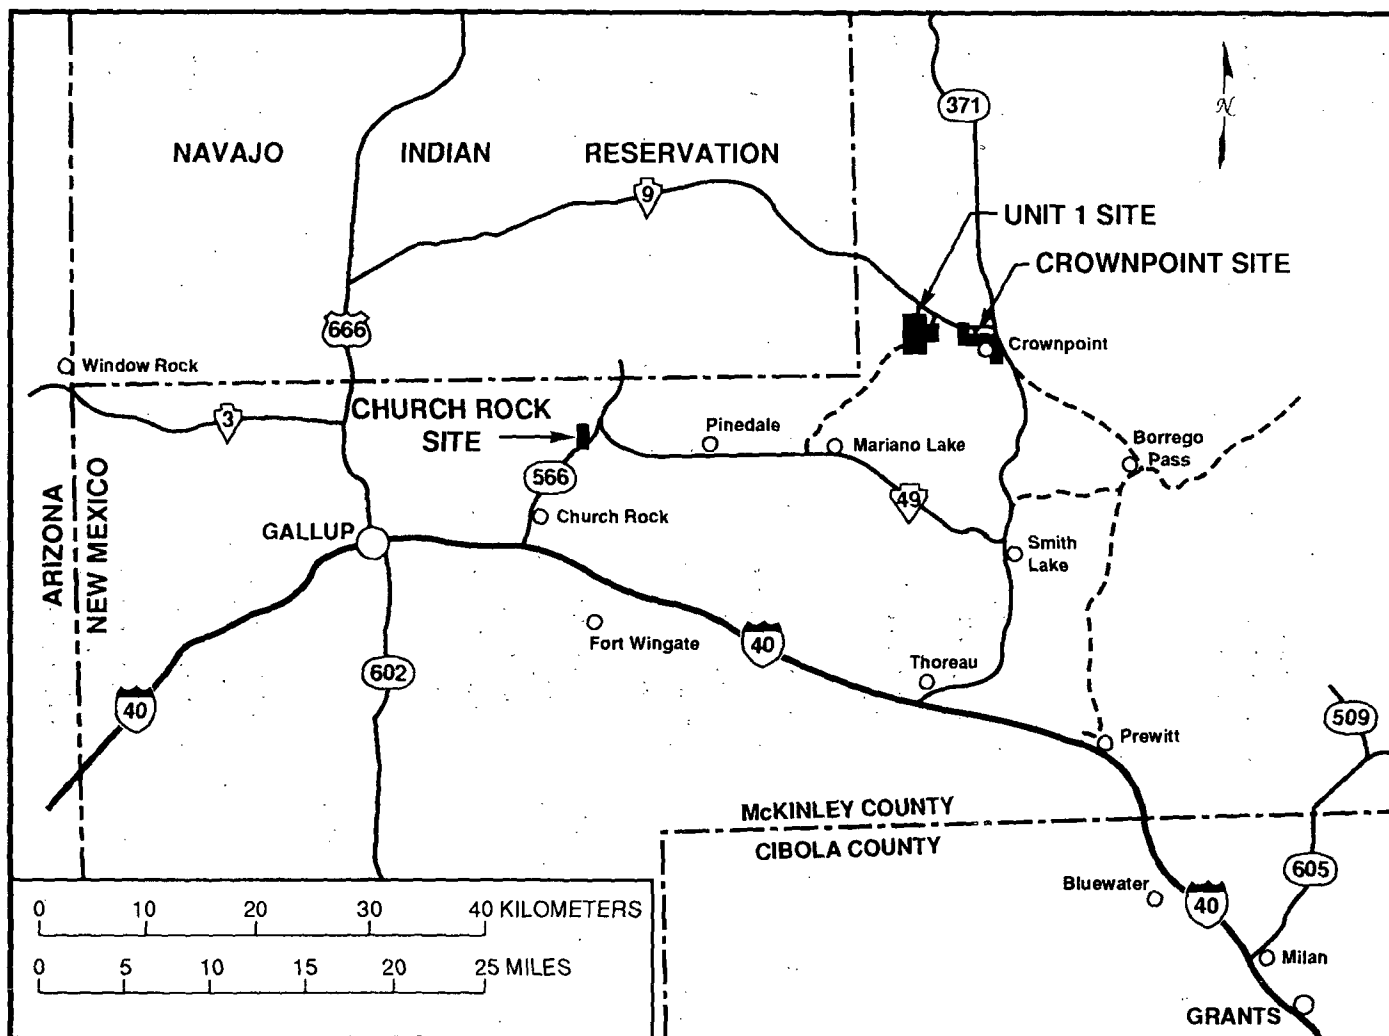 371
N
NAVAJO INDIAN RESERVATION
9
UNIT 1 SITE
CROWNPOINT SITE
666
Crownpoint
Window Rock
3
CHURCH ROCK
SITE
Pinedale
Mariano Lake
Borrego
Pass
566
49
ARIZONA
NEW MEXICO
GALLUP
Church Rock
Smith
Lake
Fort Wingate
40
602
Thoreau
40
509
Prewitt
McKINLEY COUNTY
CIBOLA COUNTY
605
Bluewater
40
0 10 20 30 40 KILOMETERS
0 5 10 15 20 25 MILES
Milan
GRANTS